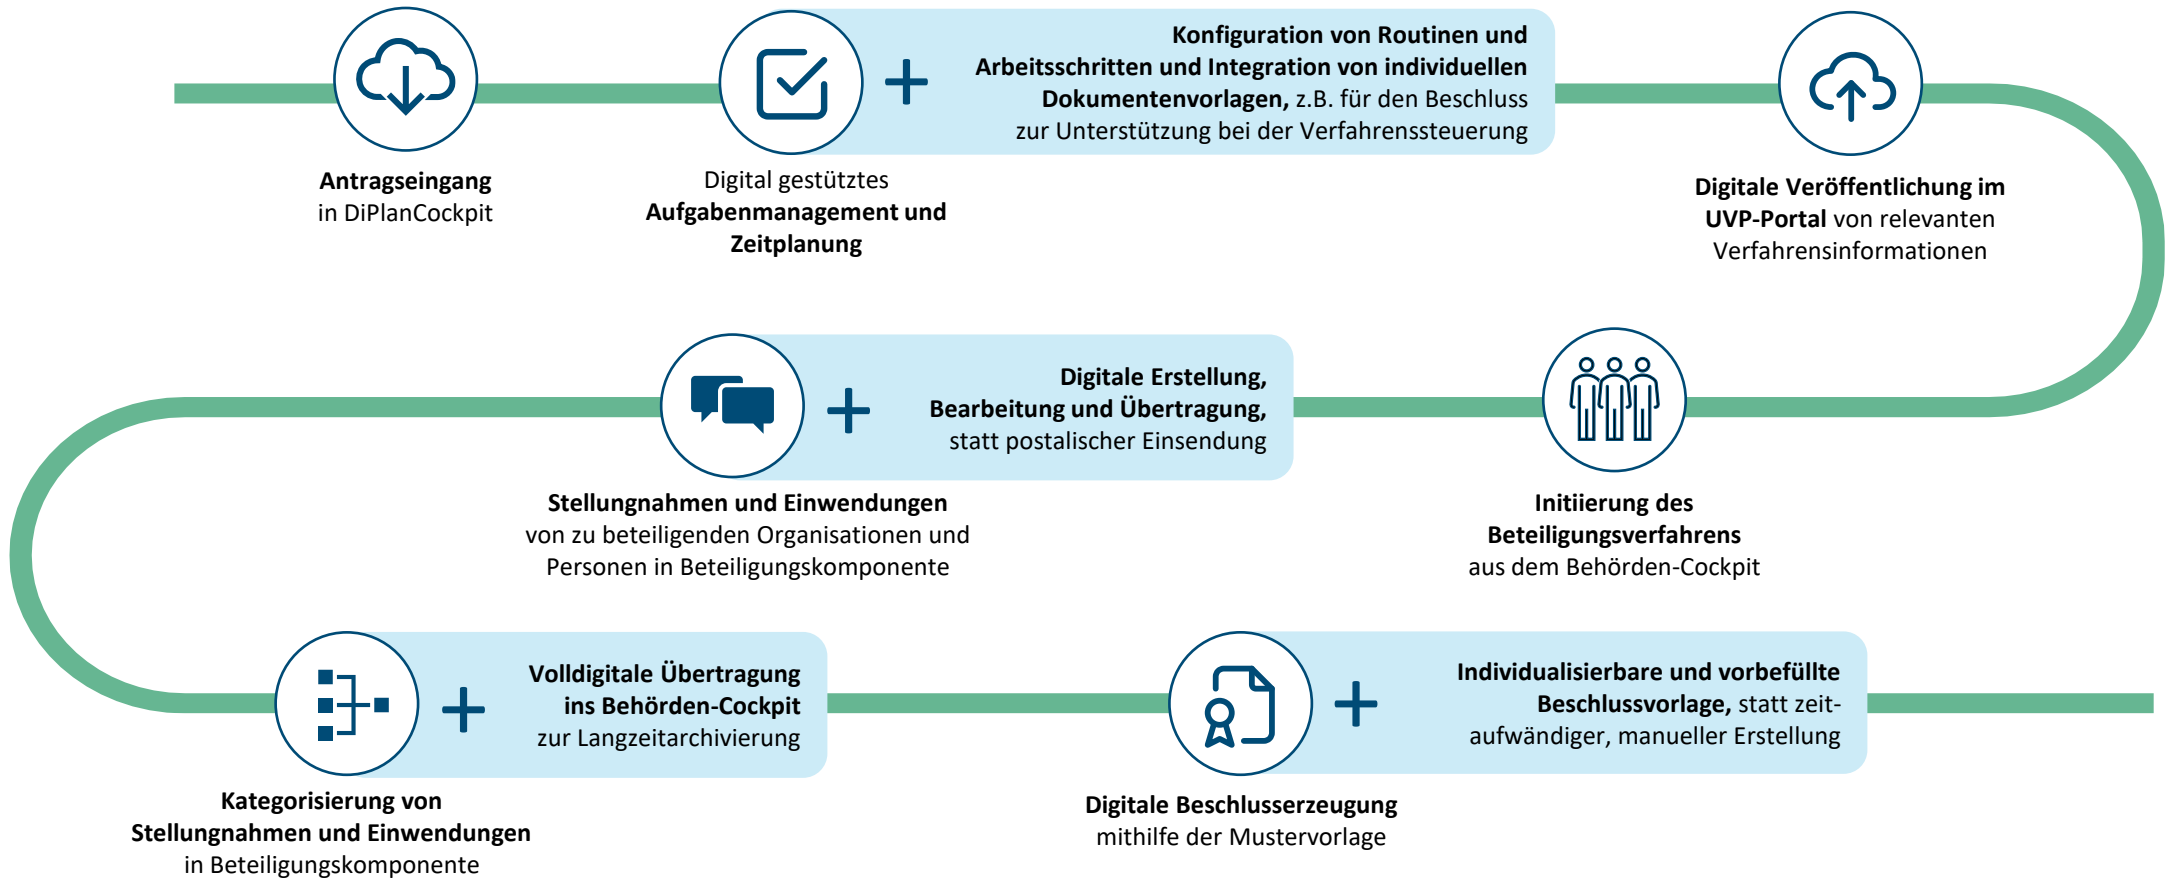 Antragseingang
in DiPlanCockpit
Digital gestütztes
Aufgabenmanagement und
Zeitplanung
Konfiguration von Routinen und
Arbeitsschritten und Integration von individuellen
Dokumentenvorlagen, z.B. für den Beschluss
zur Unterstützung bei der Verfahrenssteuerung
Digitale Veröffentlichung im
UVP-Portal von relevanten
Verfahrensinformationen
Initiierung des
Beteiligungsverfahrens
aus dem Behörden-Cockpit
Digitale Erstellung,
Bearbeitung und Übertragung,
statt postalischer Einsendung
Stellungnahmen und Einwendungen
von zu beteiligenden Organisationen und
Personen in Beteiligungskomponente
Kategorisierung von
Stellungnahmen und Einwendungen
in Beteiligungskomponente
Volldigitale Übertragung
ins Behörden-Cockpit
zur Langzeitarchivierung
Digitale Beschlusserzeugung
mithilfe der Mustervorlage
Individualisierbare und vorbefüllte
Beschlussvorlage, statt zeit-
aufwändiger, manueller Erstellung